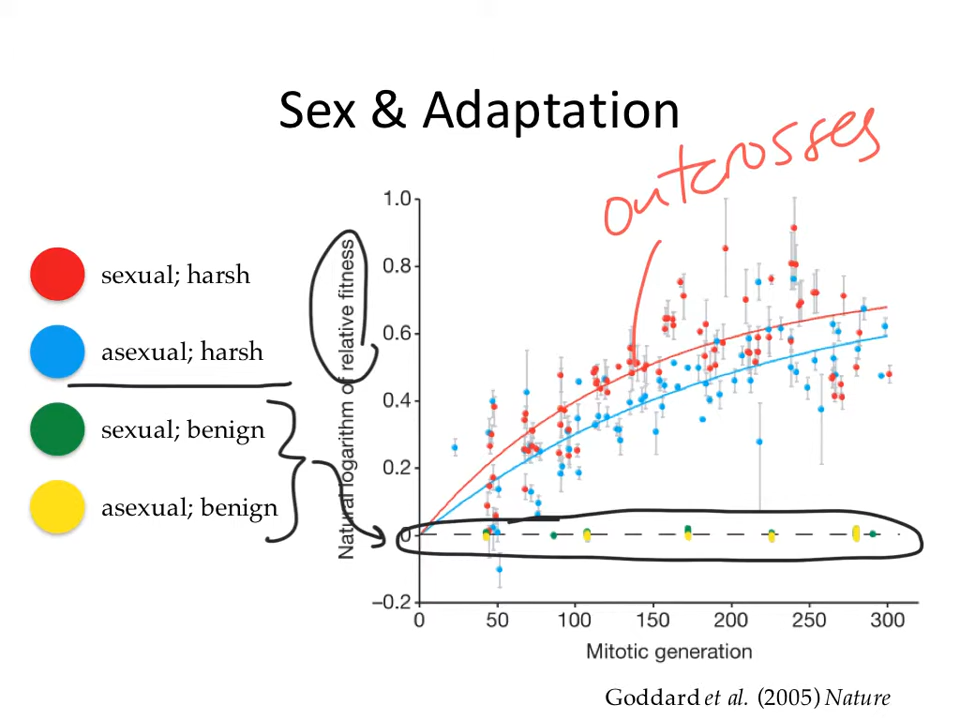 Sex & Adaptation
outcrosses
sexual; harsh
asexual; harsh
sexual; benign
asexual; benign
Natural logarithm of relative fitness
1.0
0.8
0.6
0.4
0.2
0
–0.2
0 50 100 150 200 250 300
Mitotic generation
Goddard et al. (2005) Nature